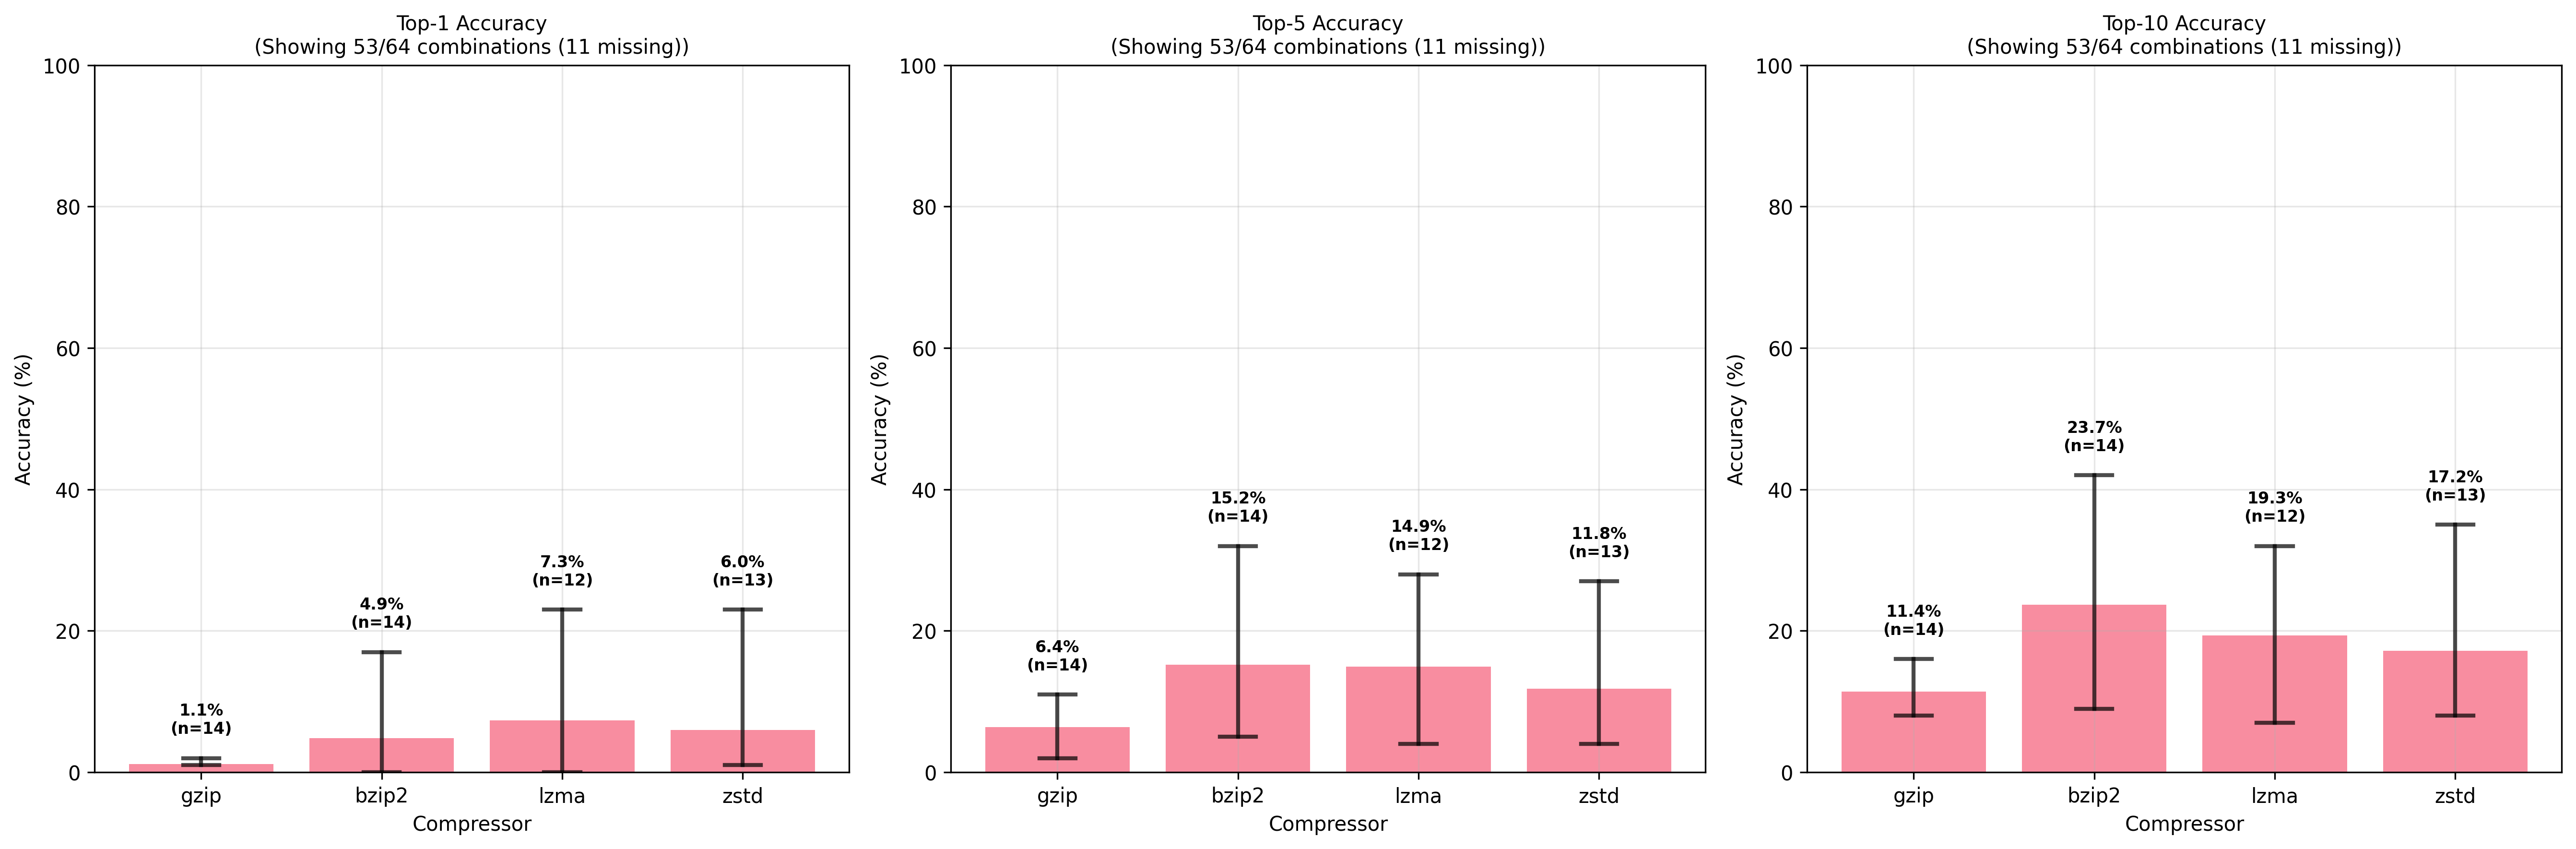 Top-1 Accuracy
(Showing 53/64 combinations (11 missing))
100
80
60
40
20
0
Accuracy (%)
1.1%
(n=14)
4.9%
(n=14)
7.3%
(n=12)
6.0%
(n=13)
gzip
bzip2
lzma
zstd
Compressor
Top-5 Accuracy
(Showing 53/64 combinations (11 missing))
100
80
60
40
20
0
Accuracy (%)
6.4%
(n=14)
15.2%
(n=14)
14.9%
(n=12)
11.8%
(n=13)
gzip
bzip2
lzma
zstd
Compressor
Top-10 Accuracy
(Showing 53/64 combinations (11 missing))
100
80
60
40
20
0
Accuracy (%)
11.4%
(n=14)
23.7%
(n=14)
19.3%
(n=12)
17.2%
(n=13)
gzip
bzip2
lzma
zstd
Compressor